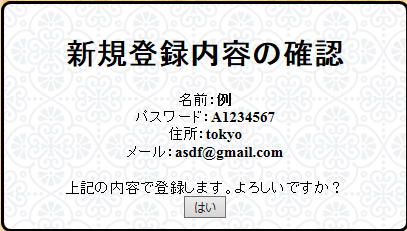 新規登録内容の確認
名前：例
パスワード：A1234567
住所：tokyo
メール：asdf@gmail.com
上記の内容で登録します。よろしいですか？
はい